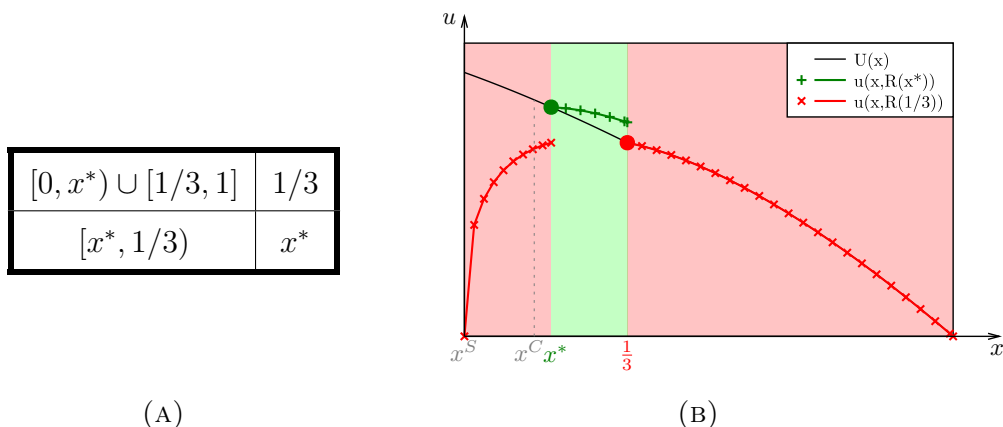 [0, x*) ∪ [1/3, 1] 1/3
[x*, 1/3) x*
(A)
u
U(x)
u(x,R(x*))
u(x,R(1/3))
x^S x^C x* 1/3 x
(B)